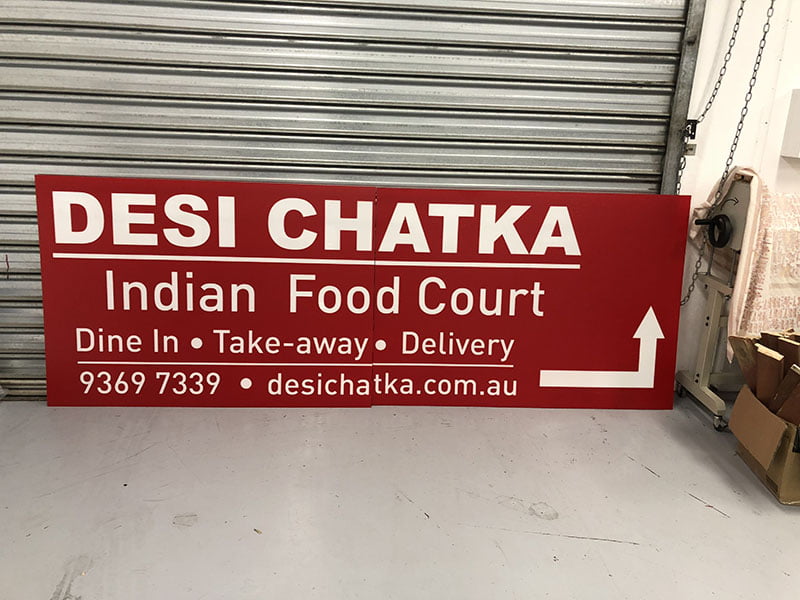 DESI CHATKA
Indian Food Court
Dine In • Take-away • Delivery
9369 7339 • desichatka.com.au